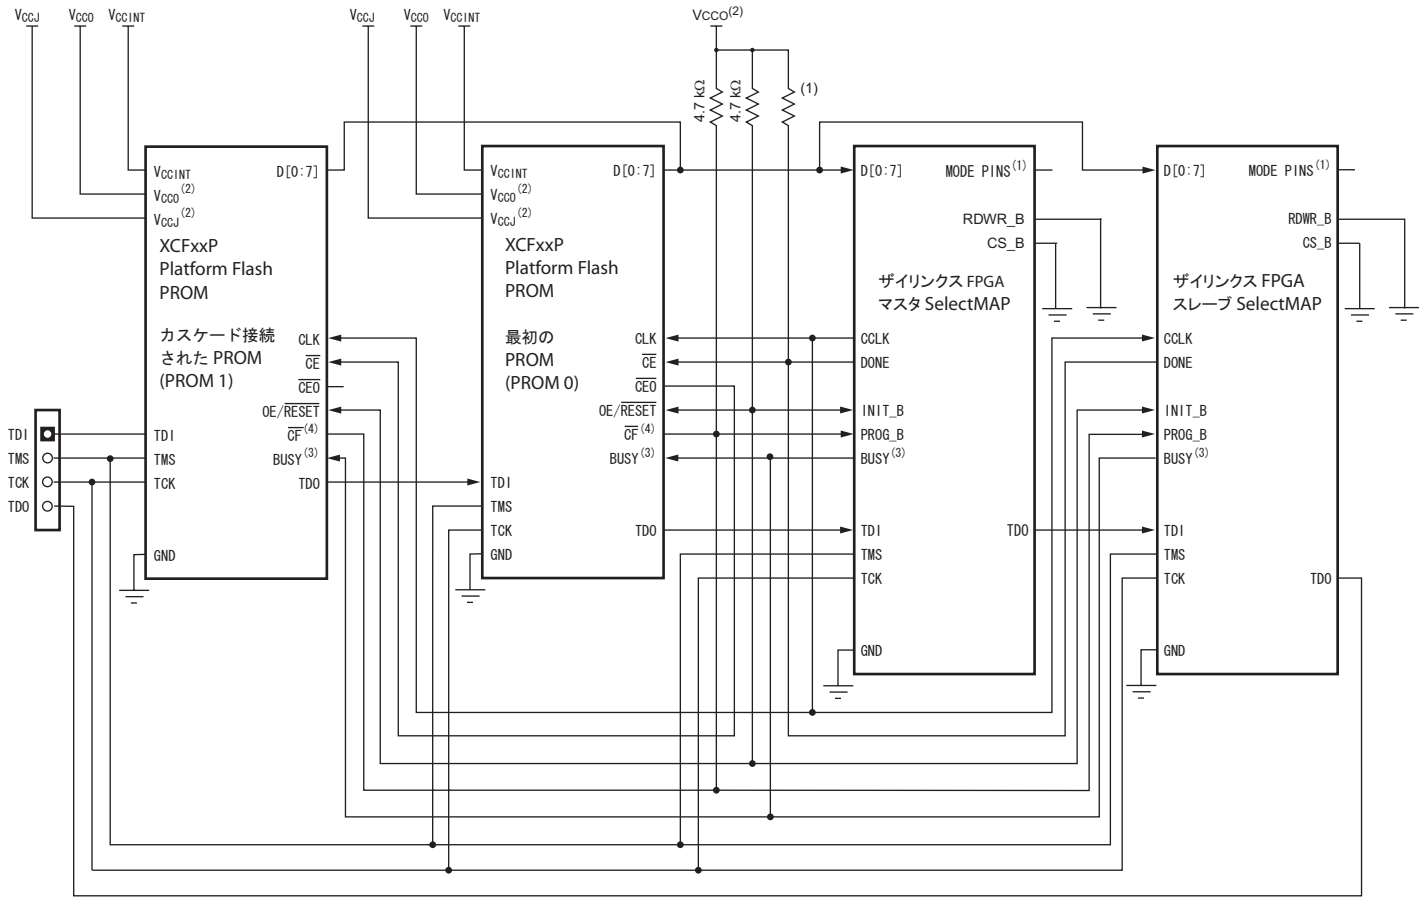 VCCJ VCCO VCCINT
VCCJ VCCO VCCINT
VCCO(2)
4.7 kΩ
4.7 kΩ
(1)
VCCINT
VCCO(2)
VCCJ(2)
D[0:7]
XCFxxP
Platform Flash
PROM
カスケード接続
された PROM
(PROM 1)
CLK
CE
CEO
OE/RESET
CF(4)
BUSY(3)
TDO
TDI
TMS
TCK
GND
TDI
TMS
TCK
TDO
VCCINT
VCCO(2)
VCCJ(2)
D[0:7]
XCFxxP
Platform Flash
PROM
最初の
PROM
(PROM 0)
CLK
CE
CEO
OE/RESET
CF(4)
BUSY(3)
TDI
TMS
TCK
TDO
GND
D[0:7]
MODE PINS(1)
RDWR_B
CS_B
ザイリンクス FPGA
マスタ SelectMAP
CCLK
DONE
INIT_B
PROG_B
BUSY(3)
TDI
TDO
TMS
TCK
GND
D[0:7]
MODE PINS(1)
RDWR_B
CS_B
ザイリンクス FPGA
スレーブ SelectMAP
CCLK
DONE
INIT_B
PROG_B
BUSY(3)
TDI
TMS
TCK
TDO
GND